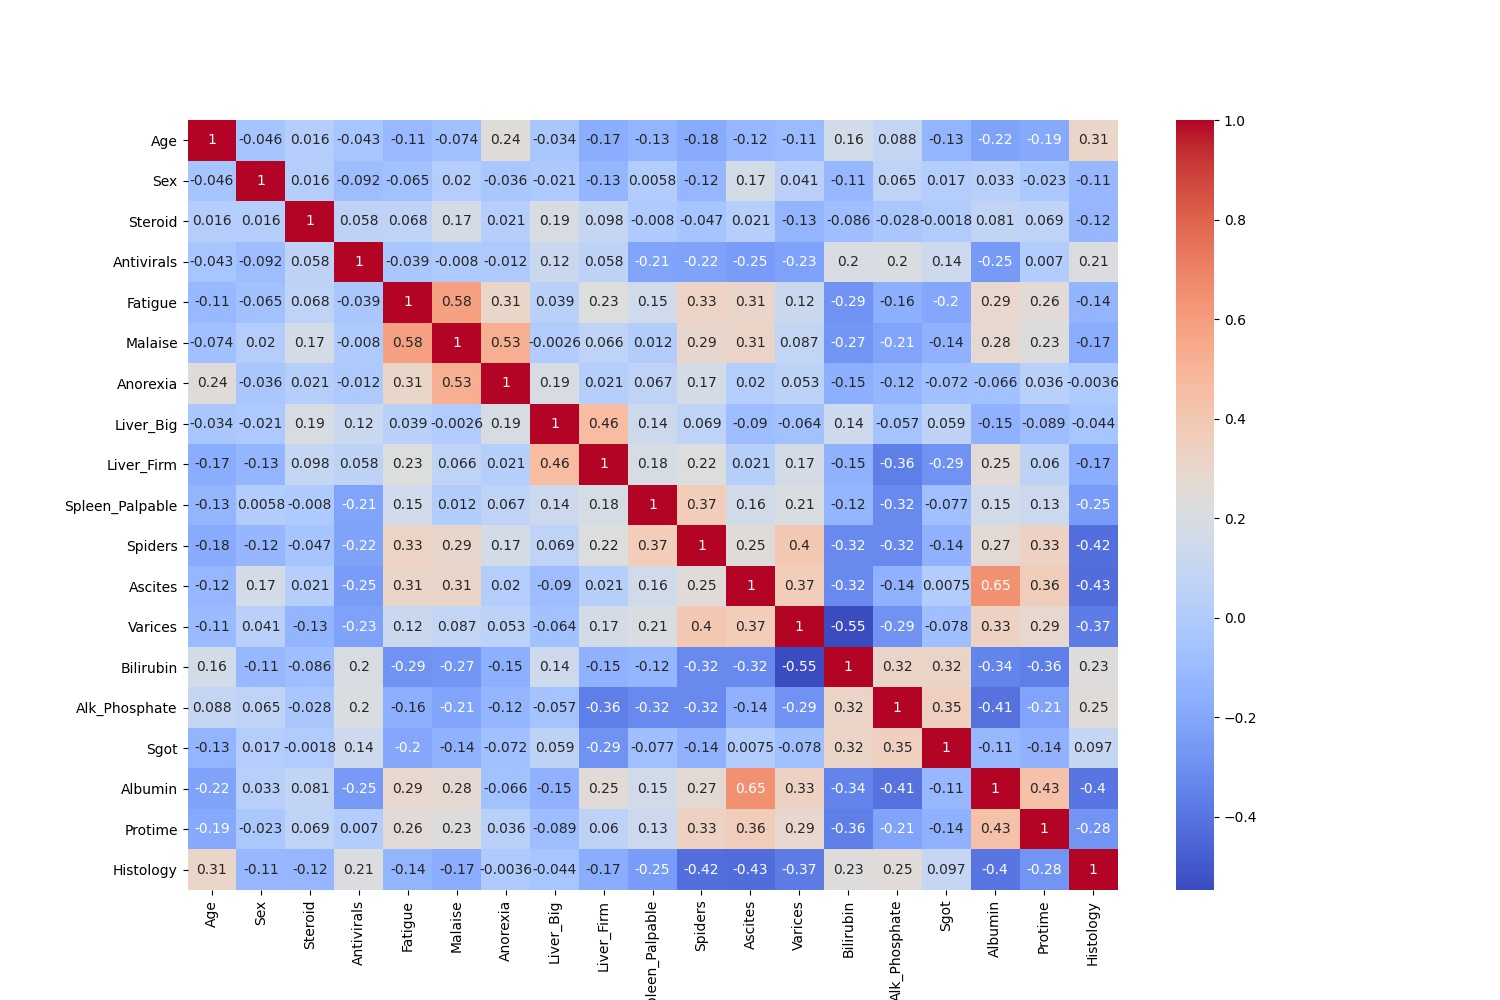 Age 1 -0.046 0.016 -0.043 -0.11 -0.074 0.24 -0.034 -0.17 -0.13 -0.18 -0.12 -0.11 0.16 0.088 -0.13 -0.22 -0.19 0.31
Sex -0.046 1 0.016 -0.092 -0.065 0.02 -0.036 -0.021 -0.13 0.0058 -0.12 0.17 0.041 -0.11 0.065 0.017 0.033 -0.023 -0.11
Steroid 0.016 0.016 1 0.058 0.068 0.17 0.021 0.19 0.098 -0.008 -0.047 0.021 -0.13 -0.086 -0.028 -0.0018 0.081 0.069 -0.12
Antivirals -0.043 -0.092 0.058 1 -0.039 -0.008 -0.012 0.12 0.058 -0.21 -0.22 -0.25 -0.23 0.2 0.2 0.14 -0.25 0.007 0.21
Fatigue -0.11 -0.065 0.068 -0.039 1 0.58 0.31 0.039 0.23 0.15 0.33 0.31 0.12 -0.29 -0.16 -0.2 0.29 0.26 -0.14
Malaise -0.074 0.02 0.17 -0.008 0.58 1 0.53 -0.0026 0.066 0.012 0.29 0.31 0.087 -0.27 -0.21 -0.14 0.28 0.23 -0.17
Anorexia 0.24 -0.036 0.021 -0.012 0.31 0.53 1 0.19 0.021 0.067 0.17 0.02 0.053 -0.15 -0.12 -0.072 -0.066 0.036 -0.0036
Liver_Big -0.034 -0.021 0.19 0.12 0.039 -0.0026 0.19 1 0.46 0.14 0.069 -0.09 -0.064 0.14 -0.057 0.059 -0.15 -0.089 -0.044
Liver_Firm -0.17 -0.13 0.098 0.058 0.23 0.066 0.021 0.46 1 0.18 0.22 0.021 0.17 -0.15 -0.36 -0.29 0.25 0.06 -0.17
Spleen_Palpable -0.13 0.0058 -0.008 -0.21 0.15 0.012 0.067 0.14 0.18 1 0.37 0.16 0.21 -0.12 -0.32 -0.077 0.15 0.13 -0.25
Spiders -0.18 -0.12 -0.047 -0.22 0.33 0.29 0.17 0.069 0.22 0.37 1 0.25 0.4 -0.32 -0.32 -0.14 0.27 0.33 -0.42
Ascites -0.12 0.17 0.021 -0.25 0.31 0.31 0.02 -0.09 0.021 0.16 0.25 1 0.37 -0.32 -0.14 0.0075 0.65 0.36 -0.43
Varices -0.11 0.041 -0.13 -0.23 0.12 0.087 0.053 -0.064 0.17 0.21 0.4 0.37 1 -0.55 -0.29 -0.078 0.33 0.29 -0.37
Bilirubin 0.16 -0.11 -0.086 0.2 -0.29 -0.27 -0.15 0.14 -0.15 -0.12 -0.32 -0.32 -0.55 1 0.32 0.32 -0.34 -0.36 0.23
Alk_Phosphate 0.088 0.065 -0.028 0.2 -0.16 -0.21 -0.12 -0.057 -0.36 -0.32 -0.32 -0.14 -0.29 0.32 1 0.35 -0.41 -0.21 0.25
Sgot -0.13 0.017 -0.0018 0.14 -0.2 -0.14 -0.072 0.059 -0.29 -0.077 -0.14 0.0075 -0.078 0.32 0.35 1 -0.11 -0.14 0.097
Albumin -0.22 0.033 0.081 -0.25 0.29 0.28 -0.066 -0.15 0.25 0.15 0.27 0.65 0.33 -0.34 -0.41 -0.11 1 0.43 -0.4
Protime -0.19 -0.023 0.069 0.007 0.26 0.23 0.036 -0.089 0.06 0.13 0.33 0.36 0.29 -0.36 -0.21 -0.14 0.43 1 -0.28
Histology 0.31 -0.11 -0.12 0.21 -0.14 -0.17 -0.0036 -0.044 -0.17 -0.25 -0.42 -0.43 -0.37 0.23 0.25 0.097 -0.4 -0.28 1
Age
Sex
Steroid
Antivirals
Fatigue
Malaise
Anorexia
Liver_Big
Liver_Firm
pleen_Palpable
Spiders
Ascites
Varices
Bilirubin
Alk_Phosphate
Sgot
Albumin
Protime
Histology
1.0
0.8
0.6
0.4
0.2
0.0
−0.2
−0.4